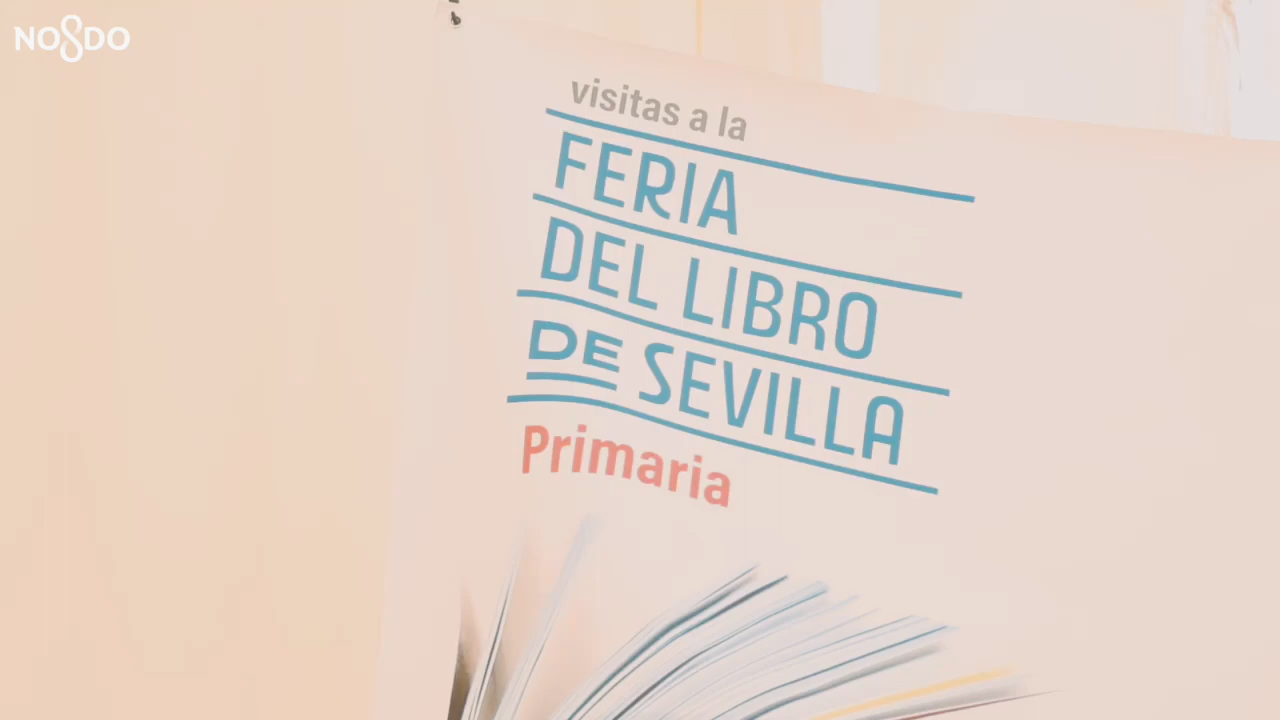 NO8DO
visitas a la
FERIA
DEL LIBRO
DE SEVILLA
Primaria